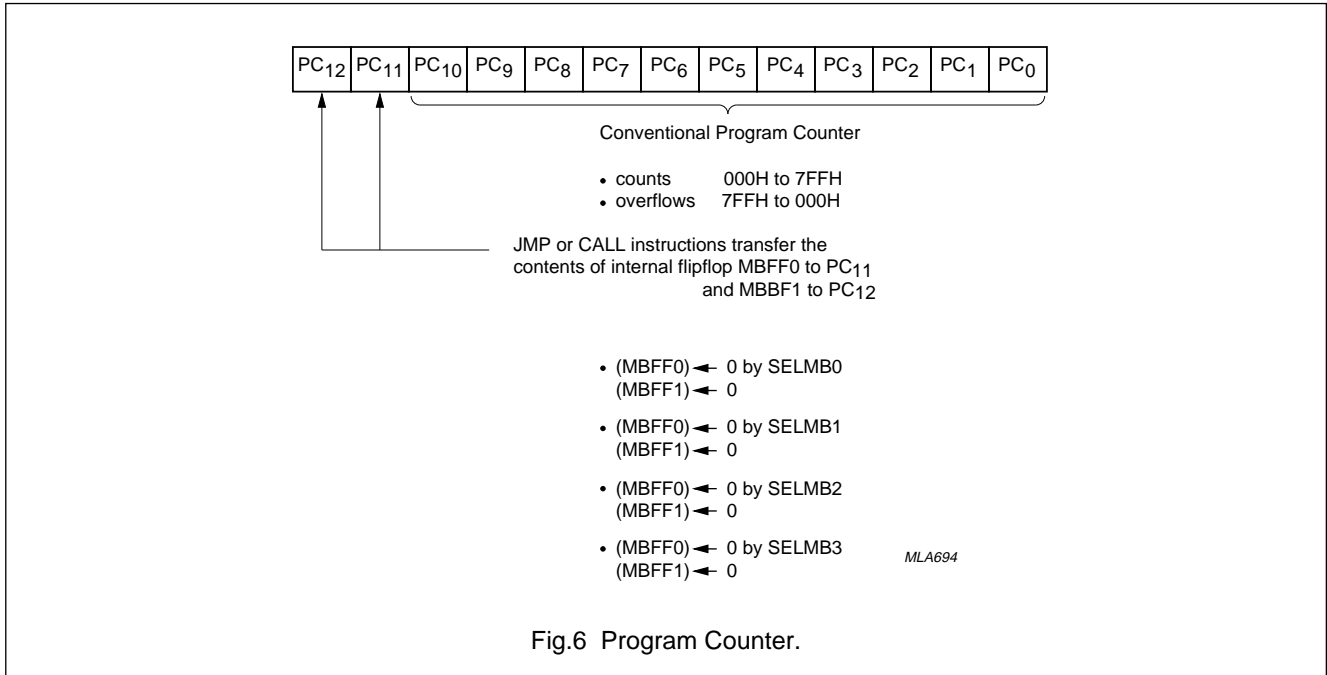 PC12 PC11 PC10 PC9 PC8 PC7 PC6 PC5 PC4 PC3 PC2 PC1 PC0
Conventional Program Counter
• counts 000H to 7FFH
• overflows 7FFH to 000H
JMP or CALL instructions transfer the
contents of internal flipflop MBFF0 to PC11
and MBBF1 to PC12
• (MBFF0) ← 0 by SELMB0
(MBFF1) ← 0
• (MBFF0) ← 0 by SELMB1
(MBFF1) ← 0
• (MBFF0) ← 0 by SELMB2
(MBFF1) ← 0
• (MBFF0) ← 0 by SELMB3
(MBFF1) ← 0
MLA694
Fig.6 Program Counter.